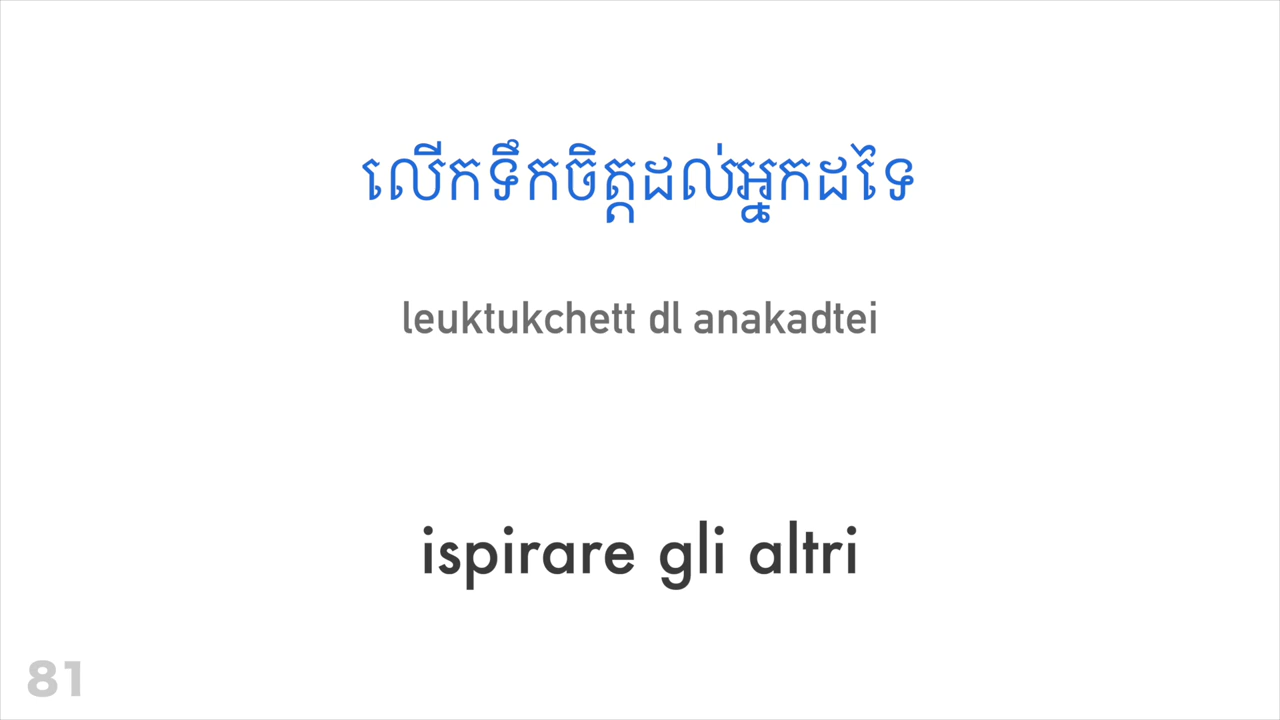 លើកទឹកចិត្តដល់អ្នកដទៃ
leuktukchett dl anakadtei
ispirare gli altri
81